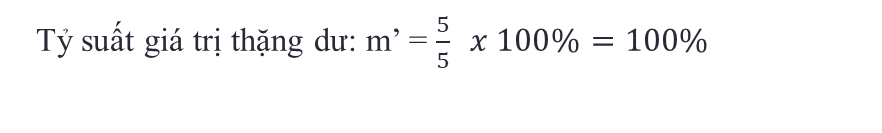 Tỷ suất giá trị thặng dư: m’ = 5/5 x 100% = 100%